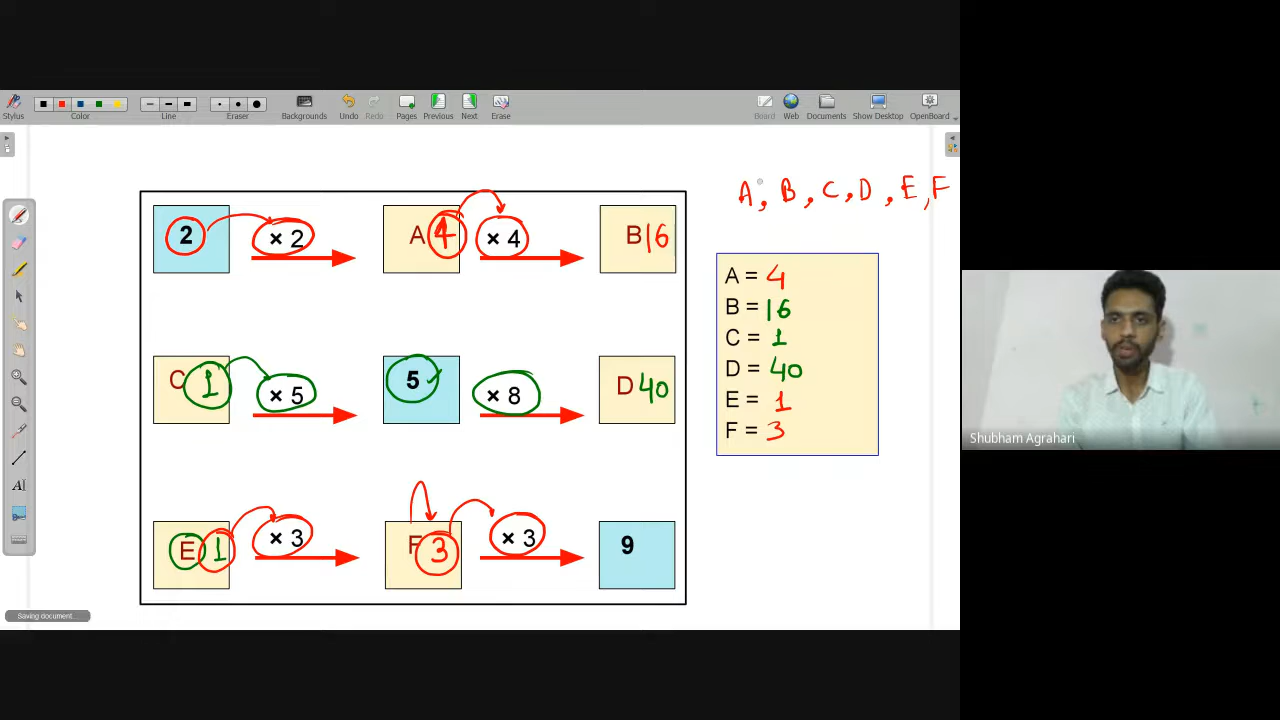 Stylus Color Line Eraser Backgrounds Undo Redo Pages Previous Next Erase Board Web Documents Show Desktop OpenBoard
A, B, C, D, E, F
2 × 2 A 4 × 4 B 16
C 1 × 5 5 × 8 D 40
E 1 × 3 F 3 × 3 9
A = 4
B = 16
C = 1
D = 40
E = 1
F = 3
Shubham Agrahari
Saving document...